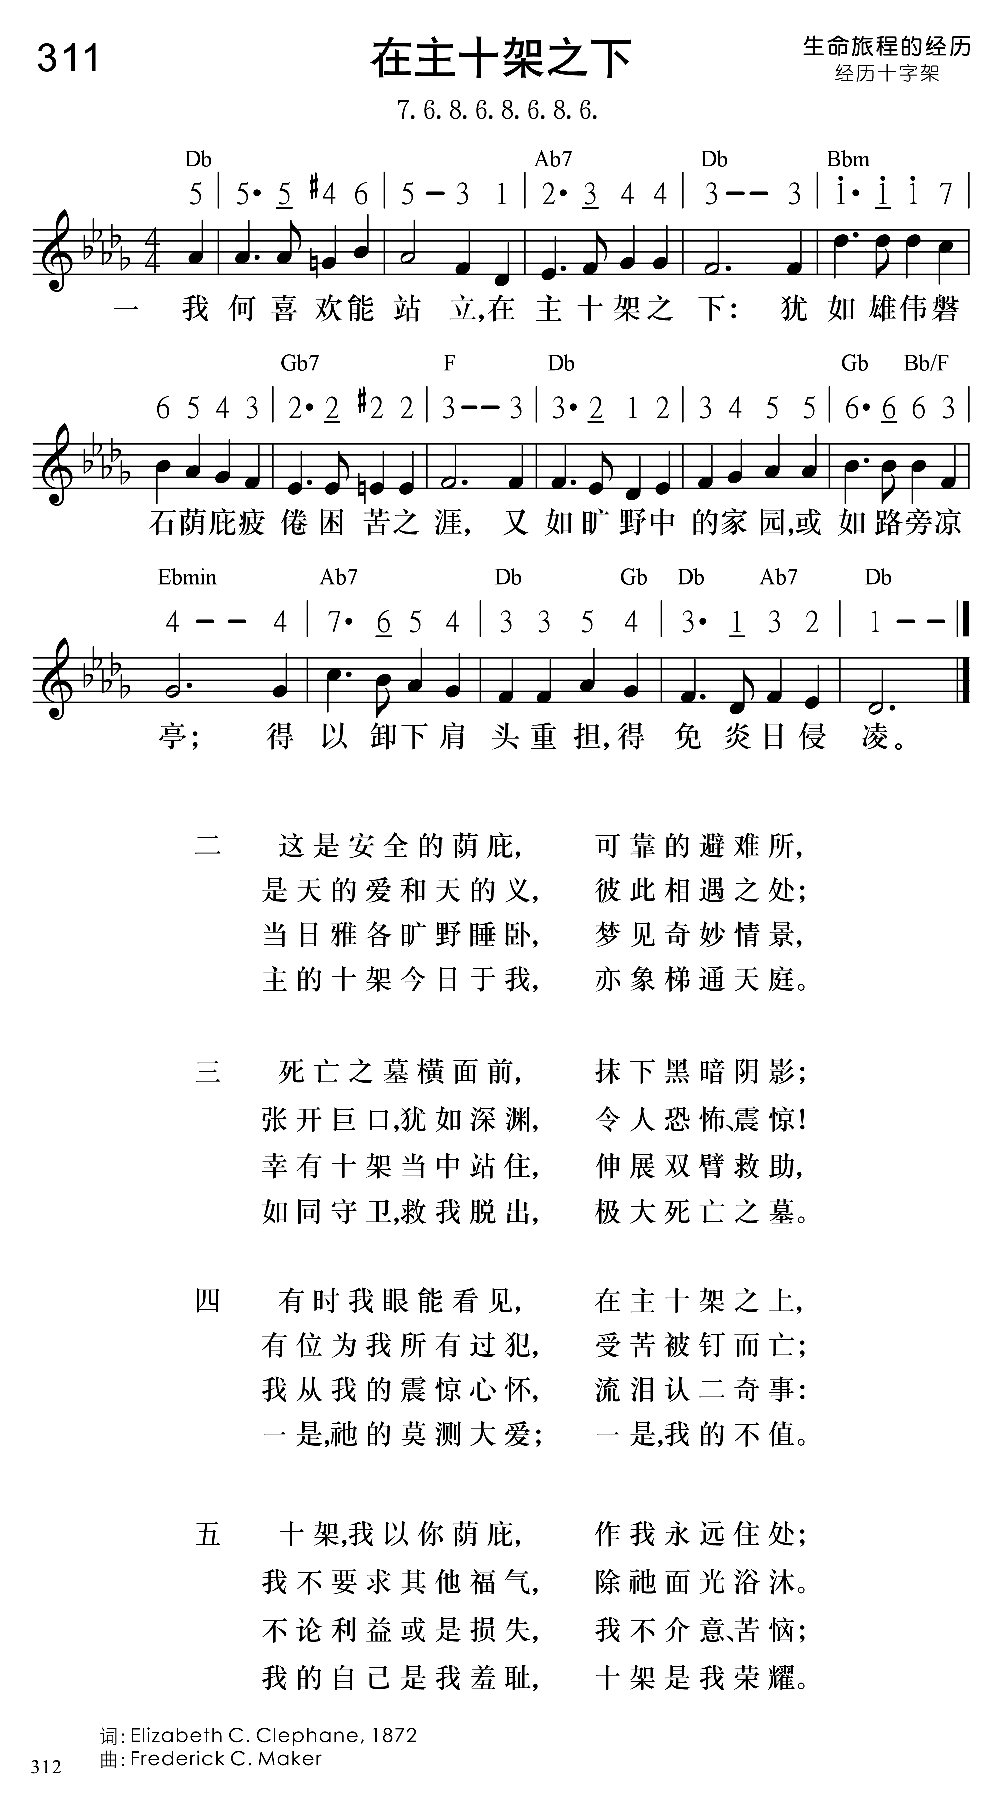 311
在主十架之下
生命旅程的经历
经历十字架
7. 6. 8. 6. 8. 6. 8. 6.
Db Ab7 Db Bbm
5 | 5· 5 #4 6 | 5 – 3 1 | 2· 3 4 4 | 3 – – 3 | i· i i 7 |
4/4
一 我 何 喜 欢能 站 立,在 主 十 架之 下： 犹 如 雄伟磐
Gb7 F Db Gb Bb/F
6 5 4 3 | 2· 2 #2 2 | 3 – – 3 | 3· 2 1 2 | 3 4 5 5 | 6· 6 6 3 |
石荫庇疲 倦 困 苦之 涯， 又 如 旷 野中 的家 园,或 如 路旁凉
Ebmin Ab7 Db Gb Db Ab7 Db
4 – – 4 | 7· 6 5 4 | 3 3 5 4 | 3· 1 3 2 | 1 – – ‖
亭； 得 以 卸下 肩 头 重 担,得 免 炎 日 侵 凌。
二 这是安全的荫庇， 可靠的避难所，
是天的爱和天的义， 彼此相遇之处；
当日雅各旷野睡卧， 梦见奇妙情景，
主的十架今日于我， 亦象梯通天庭。
三 死亡之墓横面前， 抹下黑暗阴影；
张开巨口,犹如深渊， 令人恐怖、震惊！
幸有十架当中站住， 伸展双臂救助，
如同守卫,救我脱出， 极大死亡之墓。
四 有时我眼能看见， 在主十架之上，
有位为我所有过犯， 受苦被钉而亡；
我从我的震惊心怀， 流泪认二奇事：
一是,祂的莫测大爱； 一是,我的不值。
五 十架,我以你荫庇， 作我永远住处；
我不要求其他福气， 除祂面光浴沐。
不论利益或是损失， 我不介意、苦恼；
我的自己是我羞耻， 十架是我荣耀。
词：Elizabeth C. Clephane, 1872
曲：Frederick C. Maker
312